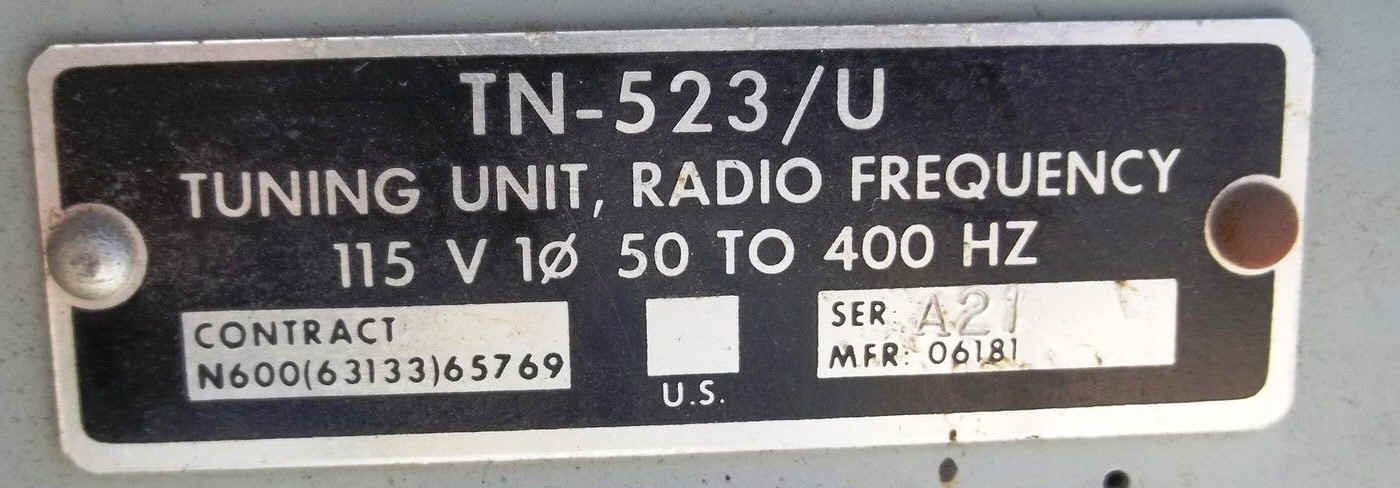 TN-523/U
TUNING UNIT, RADIO FREQUENCY
115 V 1ø 50 TO 400 HZ
CONTRACT
N600(63133)65769
U.S.
SER A21
MFR: 06181